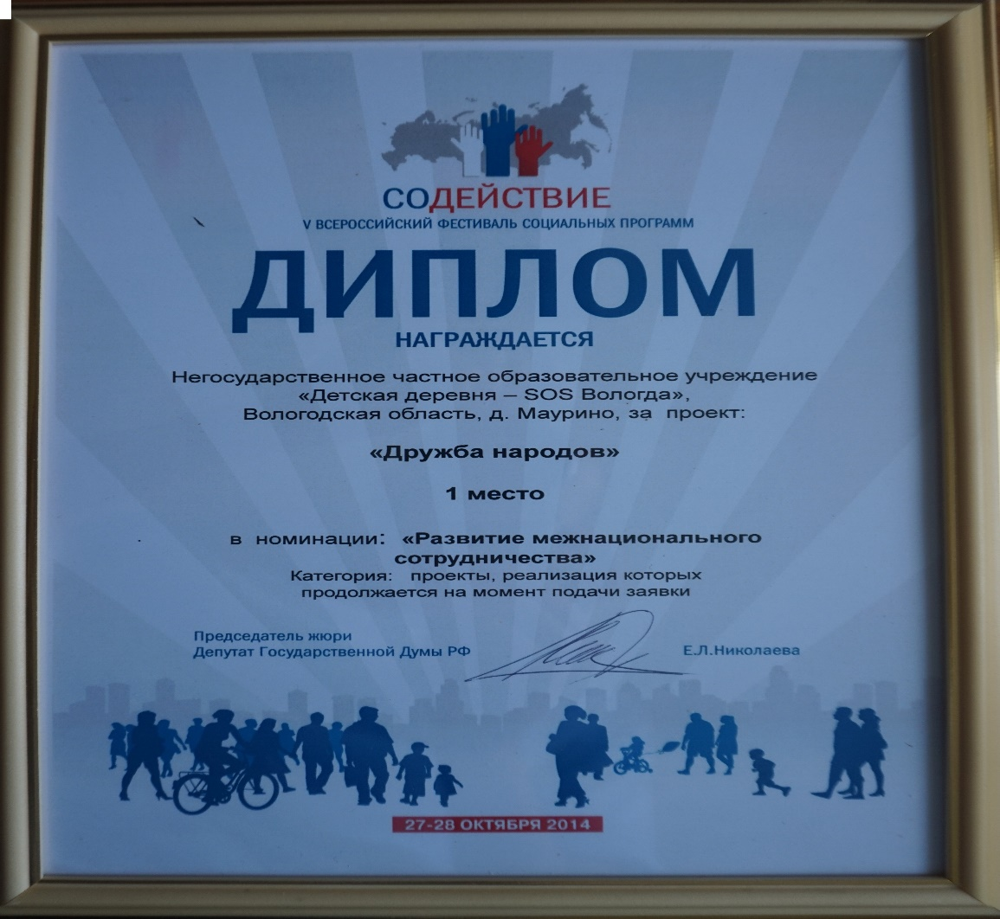 СОДЕЙСТВИЕ
V ВСЕРОССИЙСКИЙ ФЕСТИВАЛЬ СОЦИАЛЬНЫХ ПРОГРАММ
ДИПЛОМ
НАГРАЖДАЕТСЯ
Негосударственное частное образовательное учреждение
«Детская деревня – SOS Вологда»,
Вологодская область, д. Маурино, за проект:
«Дружба народов»
1 место
в номинации: «Развитие межнационального
сотрудничества»
Категория: проекты, реализация которых
продолжается на момент подачи заявки
Председатель жюри
Депутат Государственной Думы РФ
Е.Л.Николаева
27-28 ОКТЯБРЯ 2014